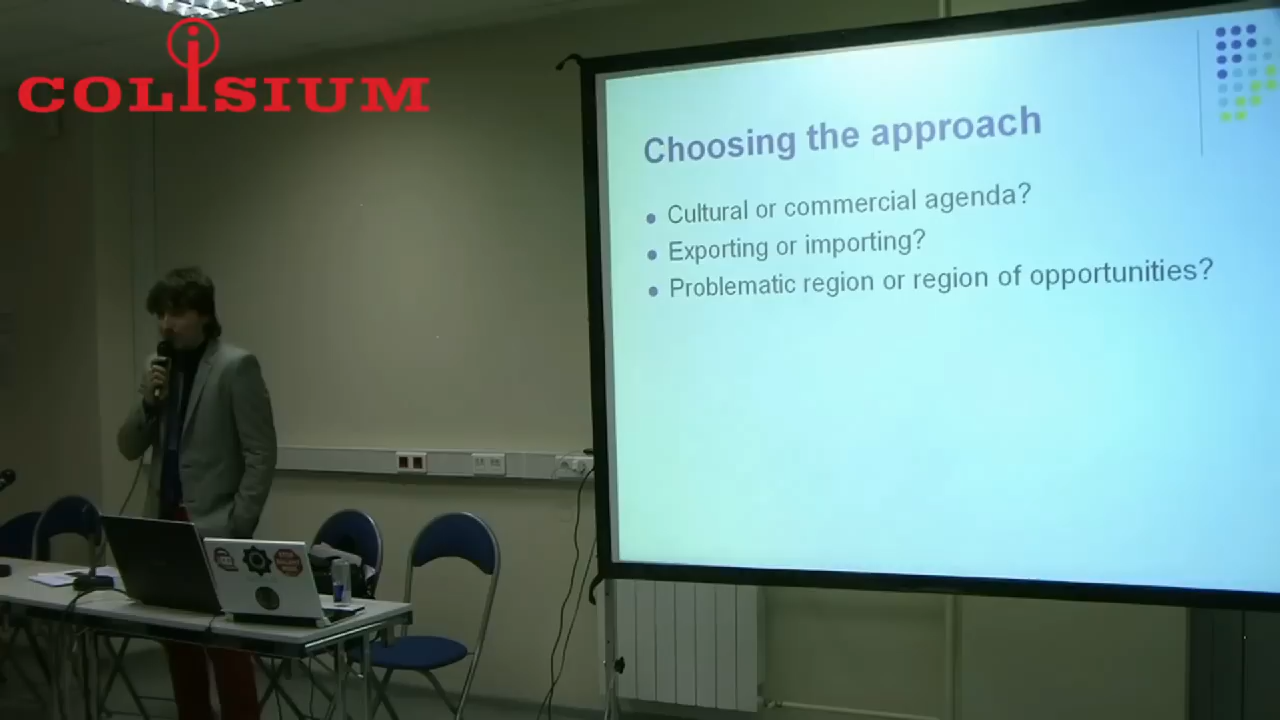 COLISIUM
Choosing the approach
Cultural or commercial agenda?
Exporting or importing?
Problematic region or region of opportunities?